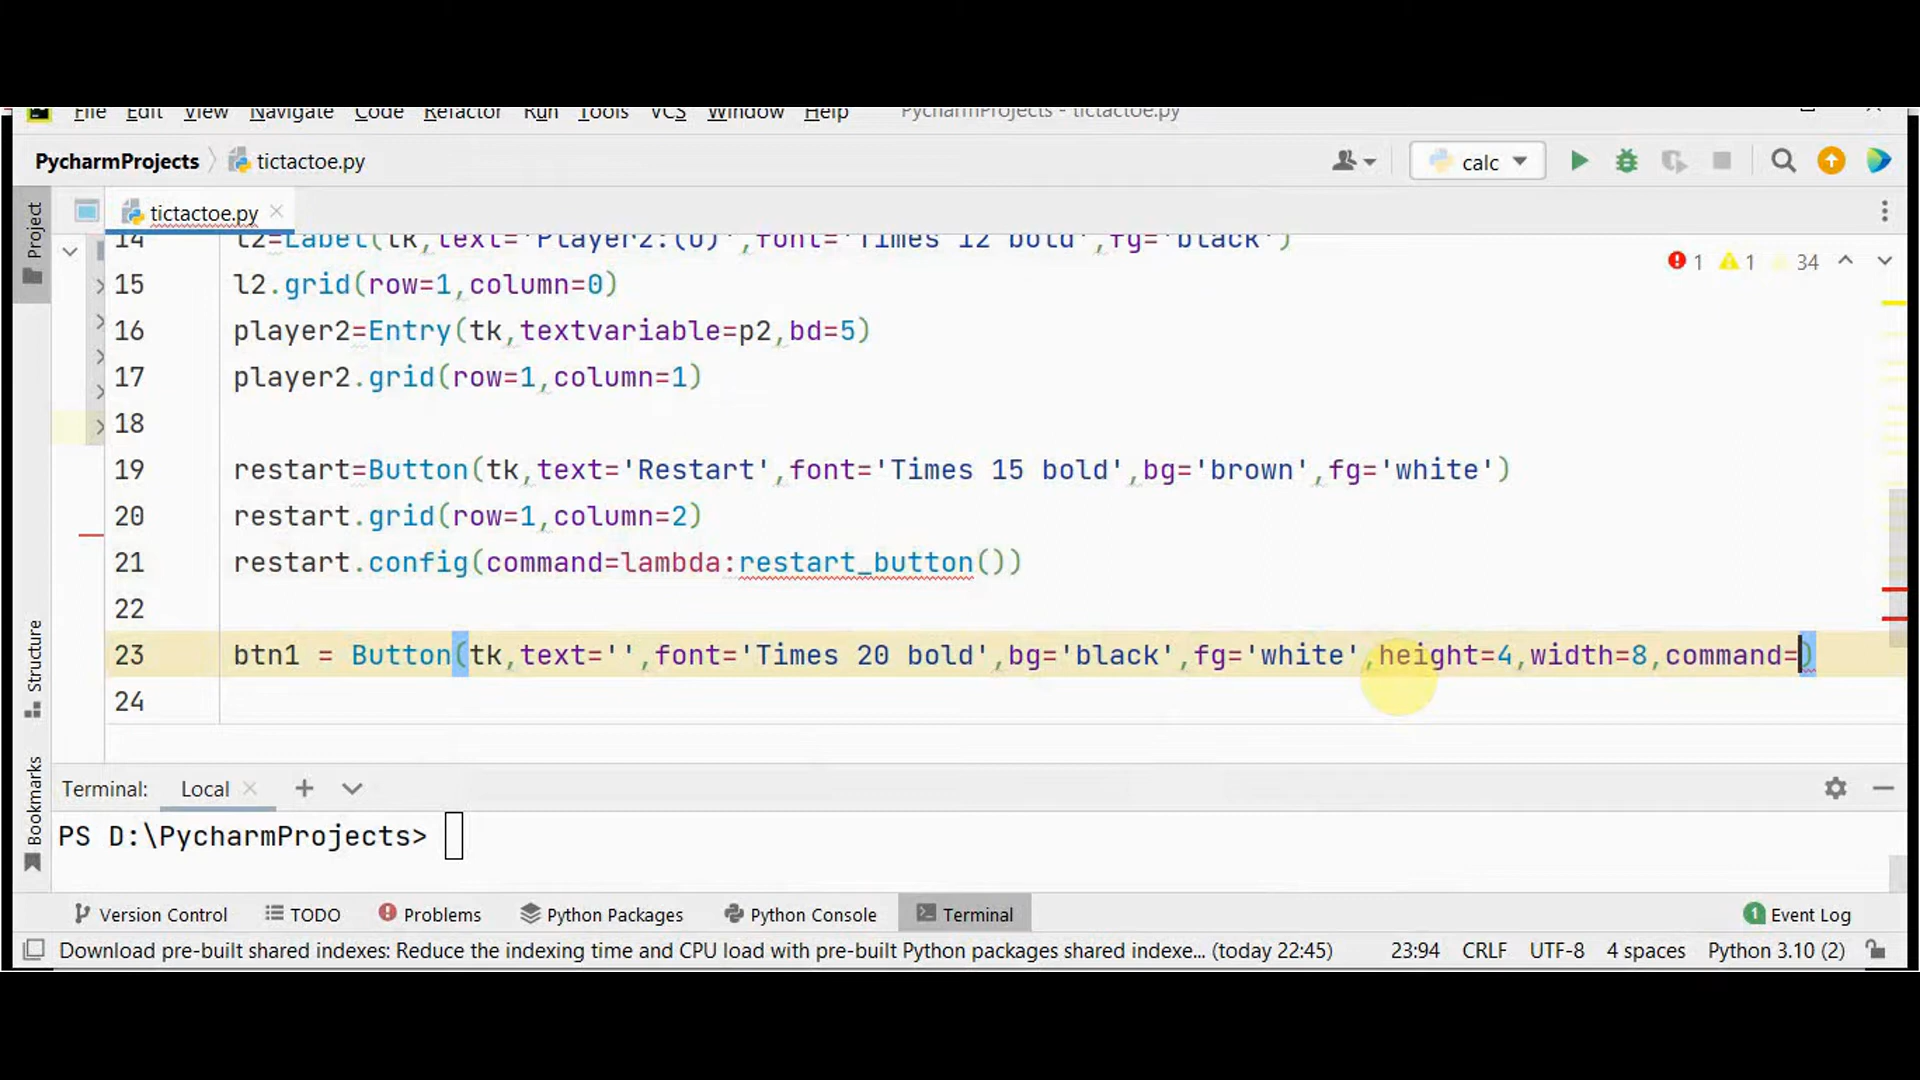 File Edit View Navigate Code Refactor Run Tools VCS Window Help PycharmProjects - tictactoe.py
PycharmProjects tictactoe.py calc
Project
tictactoe.py
1 1 34
14 l2=Label(tk,text='Player2:(O)',font='Times 12 bold',fg='black')
15 l2.grid(row=1,column=0)
16 player2=Entry(tk,textvariable=p2,bd=5)
17 player2.grid(row=1,column=1)
18
19 restart=Button(tk,text='Restart',font='Times 15 bold',bg='brown',fg='white')
20 restart.grid(row=1,column=2)
21 restart.config(command=lambda:restart_button())
22
23 btn1 = Button(tk,text='',font='Times 20 bold',bg='black',fg='white',height=4,width=8,command=)
24
Structure
Bookmarks
Terminal: Local
PS D:\PycharmProjects>
Version Control TODO Problems Python Packages Python Console Terminal 1 Event Log
Download pre-built shared indexes: Reduce the indexing time and CPU load with pre-built Python packages shared indexe... (today 22:45) 23:94 CRLF UTF-8 4 spaces Python 3.10 (2)